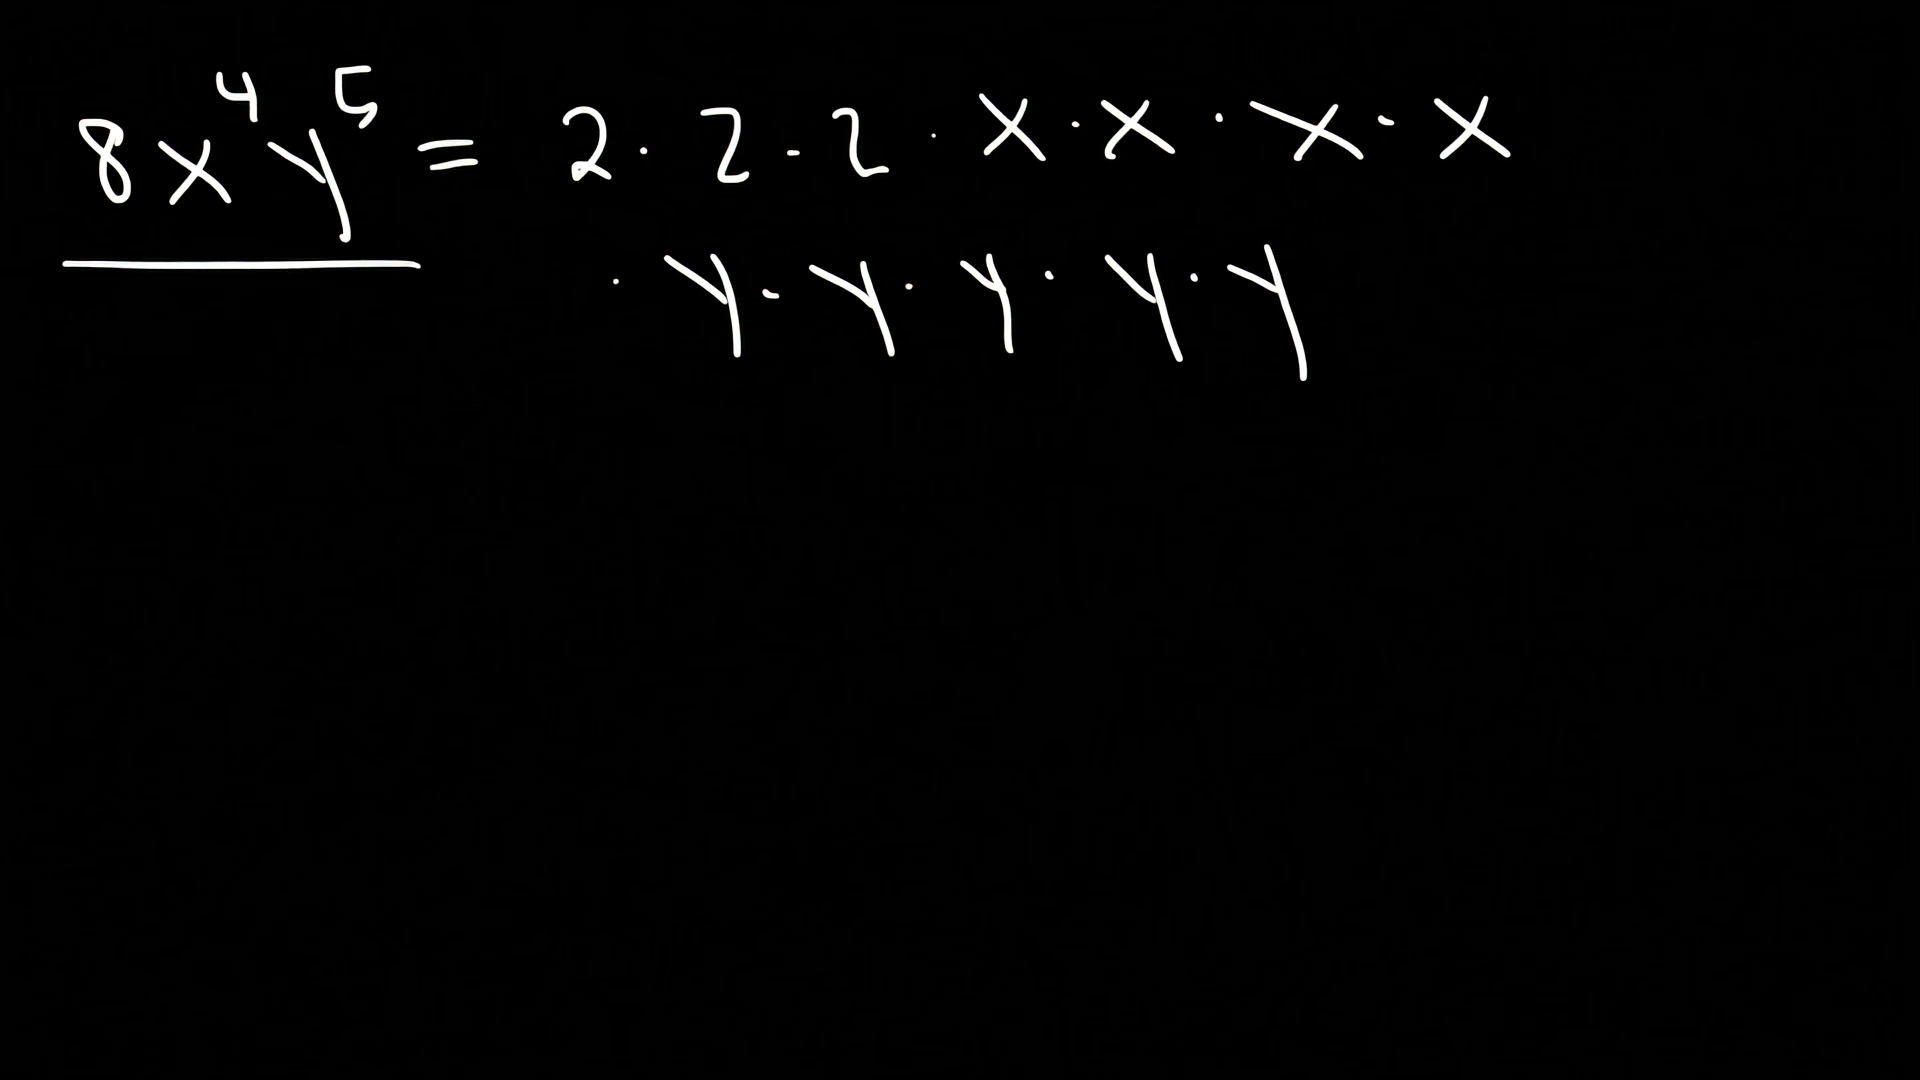 8x⁴y⁵ = 2 · 2 · 2 · x · x · x · x
· y · y · y · y · y